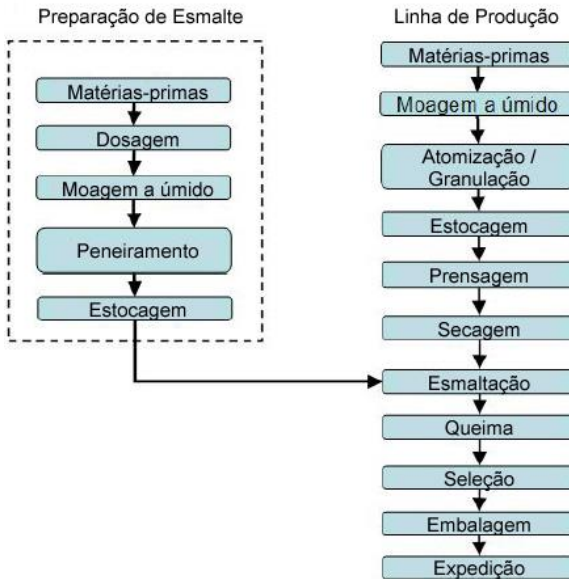 Preparação de Esmalte
Matérias-primas
Dosagem
Moagem a úmido
Peneiramento
Estocagem
Linha de Produção
Matérias-primas
Moagem a úmido
Atomização /
Granulação
Estocagem
Prensagem
Secagem
Esmaltação
Queima
Seleção
Embalagem
Expedição